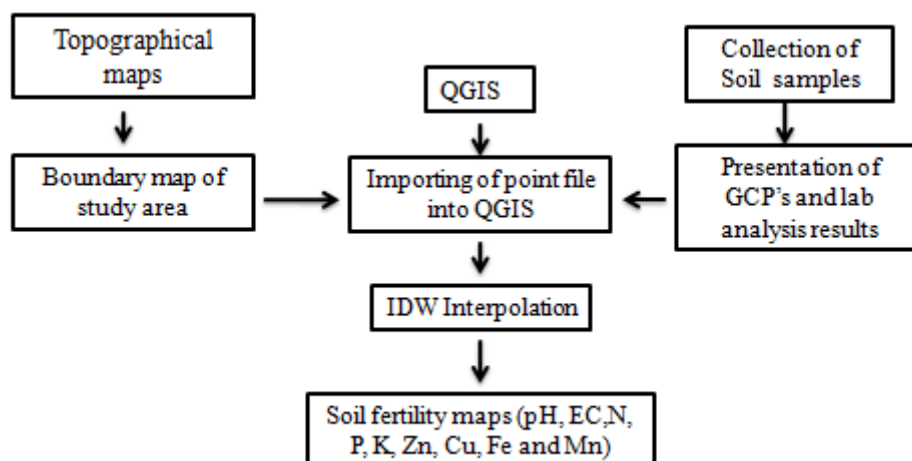 Topographical
maps
QGIS
Collection of
Soil samples
Boundary map of
study area
Importing of point file
into QGIS
Presentation of
GCP's and lab
analysis results
IDW Interpolation
Soil fertility maps (pH, EC,N,
P, K, Zn, Cu, Fe and Mn)